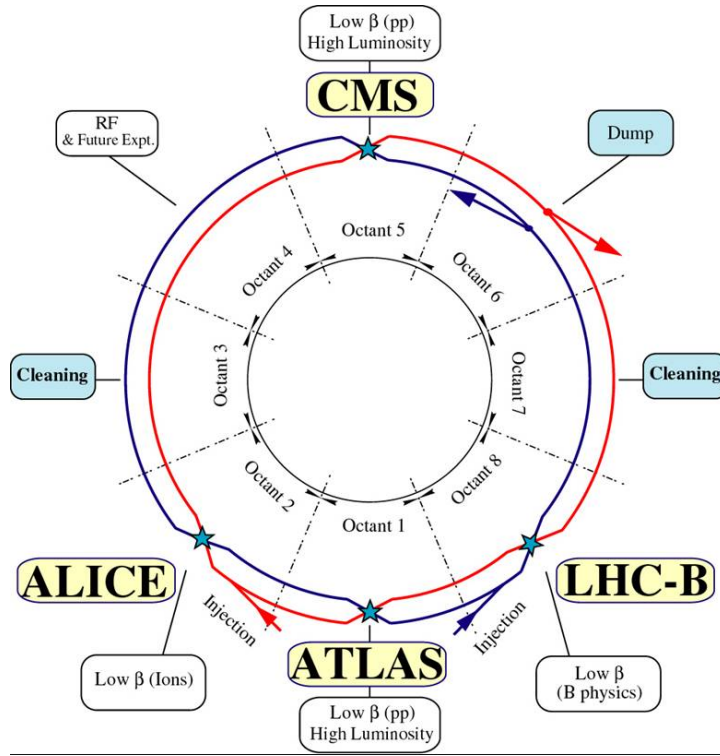 Low β (pp)
High Luminosity
CMS
RF
& Future Expt.
Dump
Octant 5
Octant 4
Octant 6
Cleaning
Octant 3
Octant 7
Cleaning
Octant 2
Octant 8
Octant 1
ALICE
LHC-B
Injection
Injection
ATLAS
Low β (Ions)
Low β
(B physics)
Low β (pp)
High Luminosity